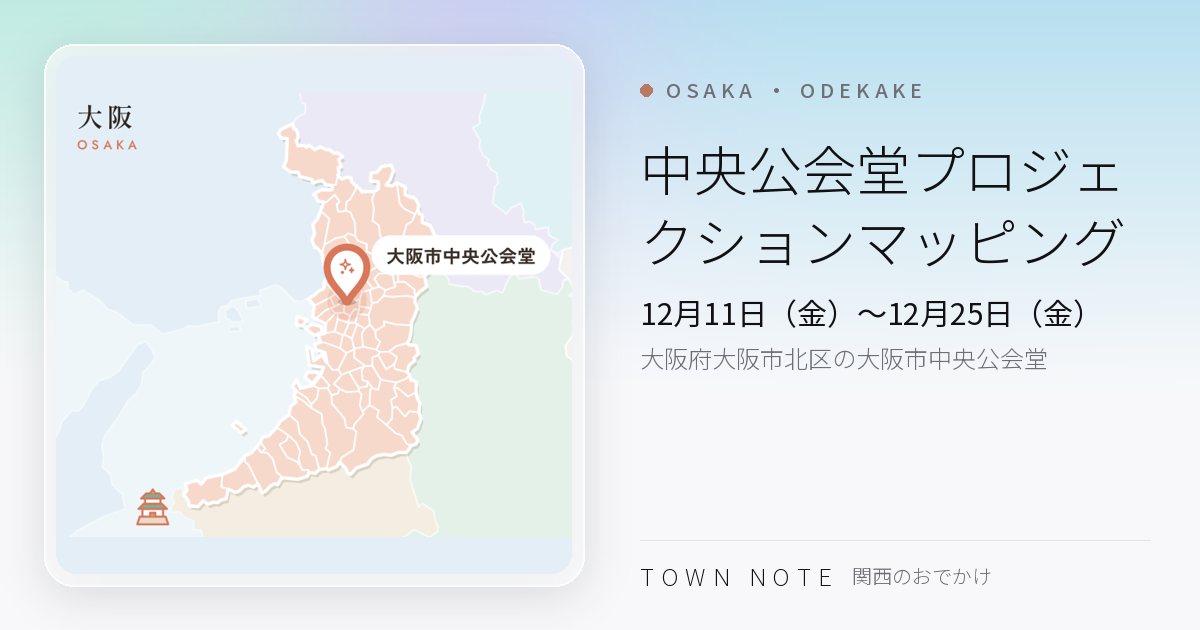 大阪
OSAKA
大阪市中央公会堂
OSAKA • ODEKAKE
中央公会堂プロジェ
クションマッピング
12月11日（金）〜12月25日（金）
大阪府大阪市北区の大阪市中央公会堂
TOWN NOTE 関西のおでかけ